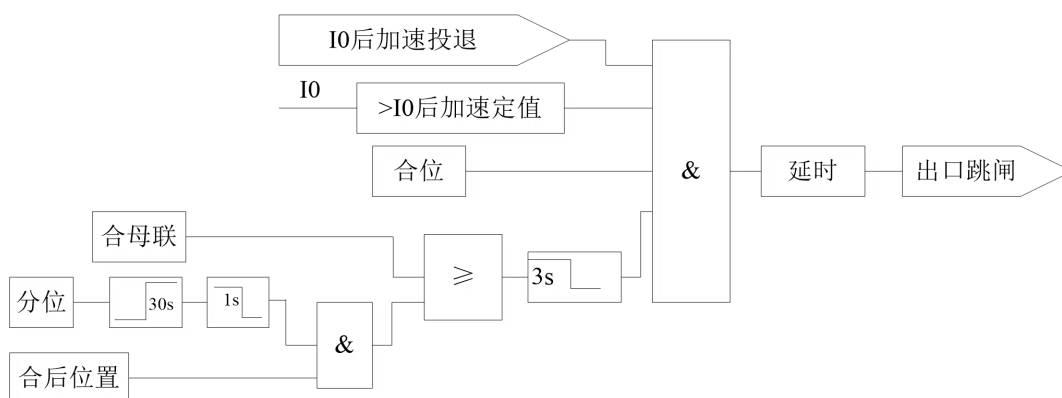 I0后加速投退
I0
>I0后加速定值
合位
&
延时
出口跳闸
合母联
≥
3s
分位
30s
1s
&
合后位置